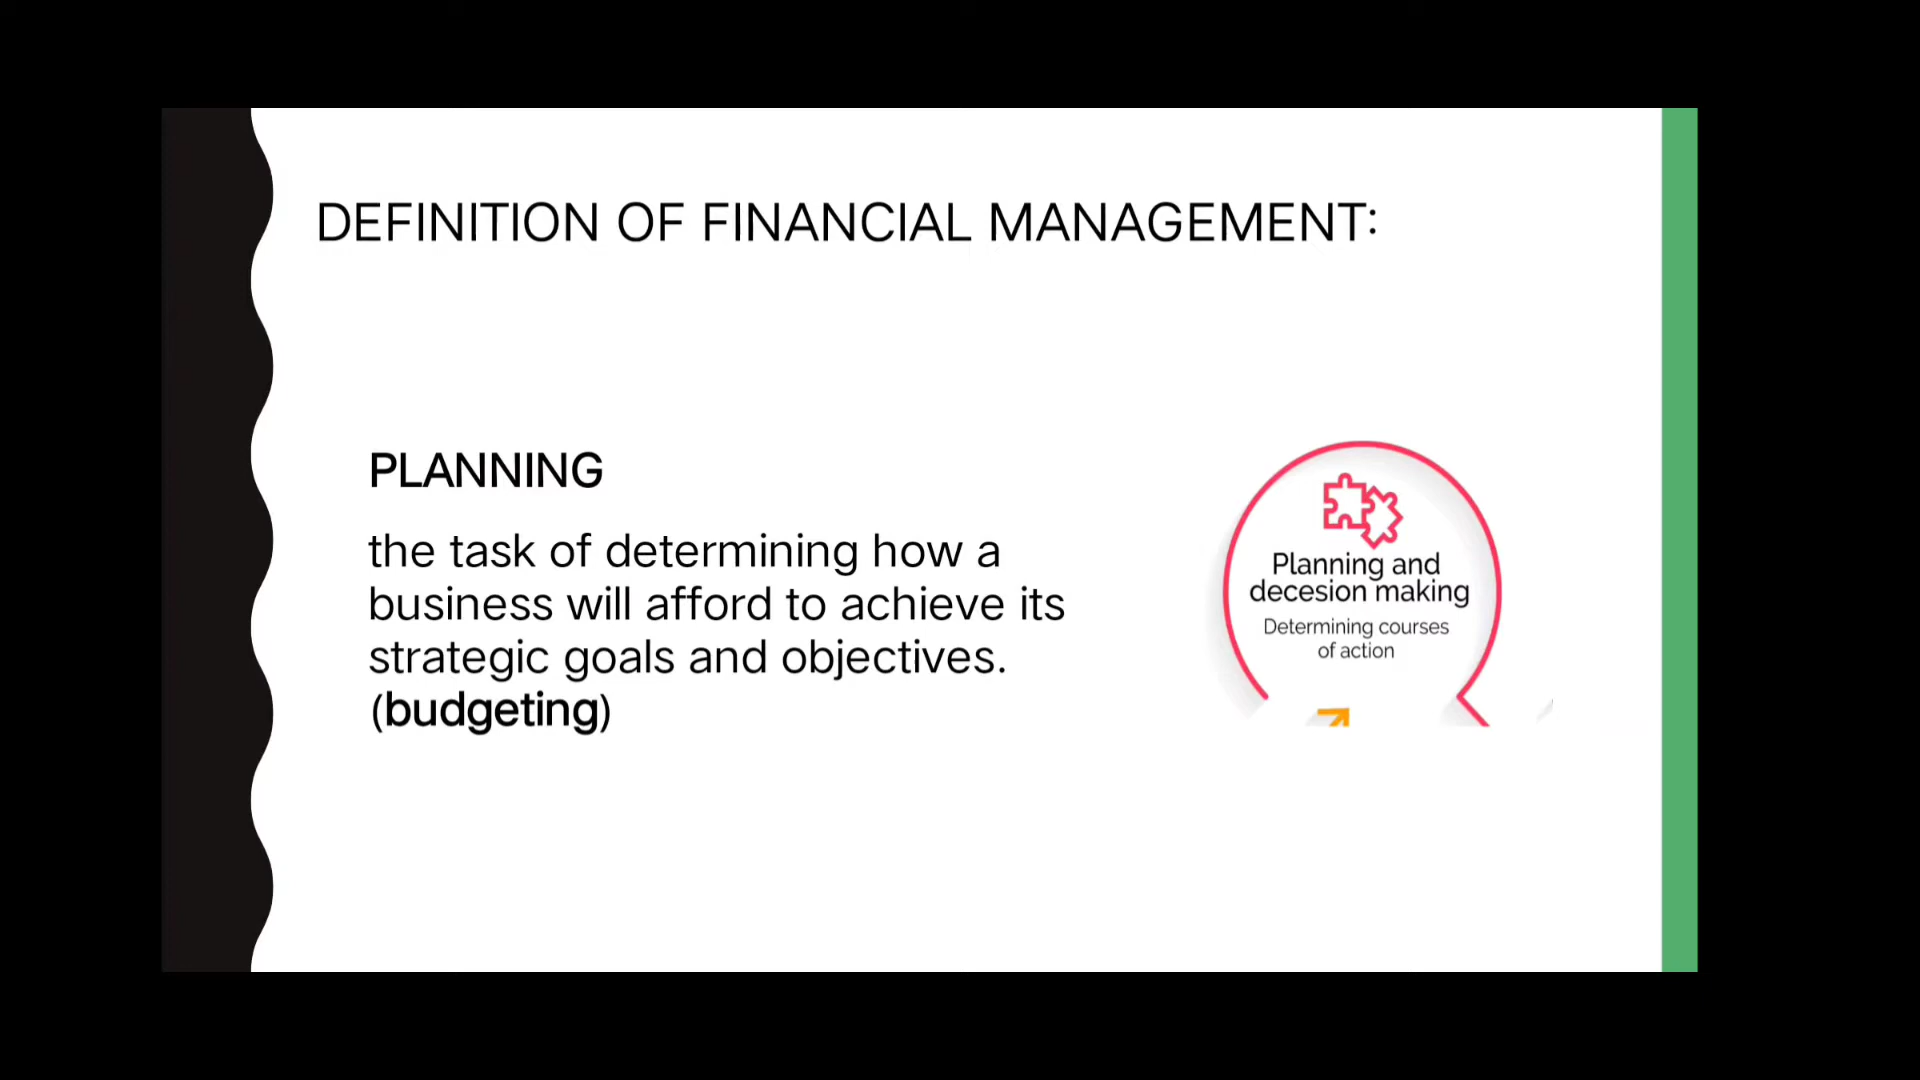 DEFINITION OF FINANCIAL MANAGEMENT:
PLANNING
the task of determining how a
business will afford to achieve its
strategic goals and objectives.
(budgeting)
Planning and
decesion making
Determining courses
of action